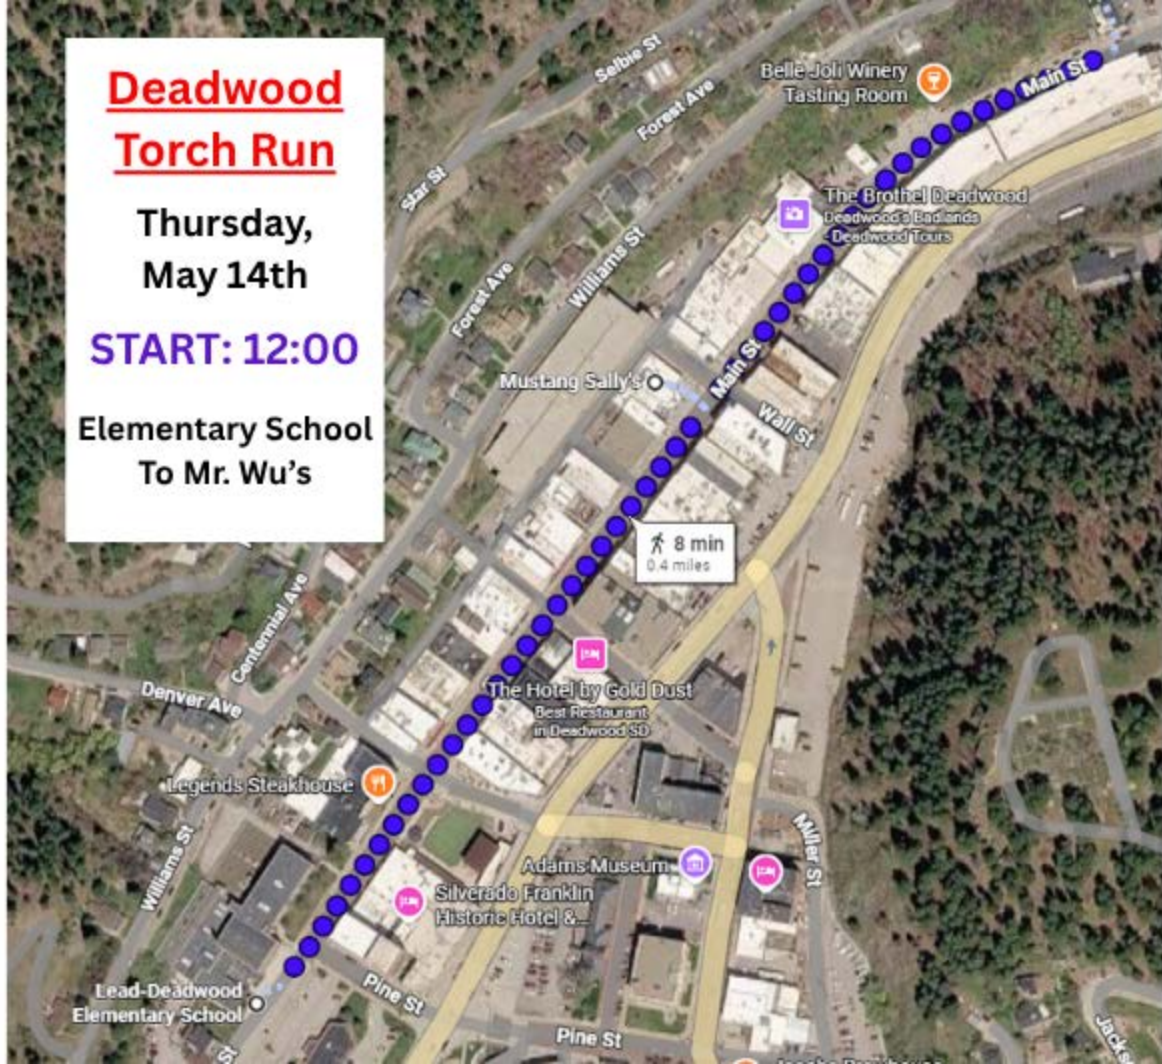 Deadwood
Torch Run
Thursday,
May 14th
START: 12:00
Elementary School
To Mr. Wu's
Selbie St
Forest Ave
Star St
Belle Joli Winery
Tasting Room
Main St
The Brothel Deadwood
Deadwood's Badlands
- Deadwood Tours
Williams St
Forest Ave
Mustang Sally's
Main St
Wall St
8 min
0.4 miles
Centennial Ave
Denver Ave
The Hotel by Gold Dust
Best Restaurant
in Deadwood SD
Legends Steakhouse
Williams St
Adams Museum
Miller St
Silverado Franklin
Historic Hotel &...
Lead-Deadwood
Elementary School
Pine St
Pine St
St